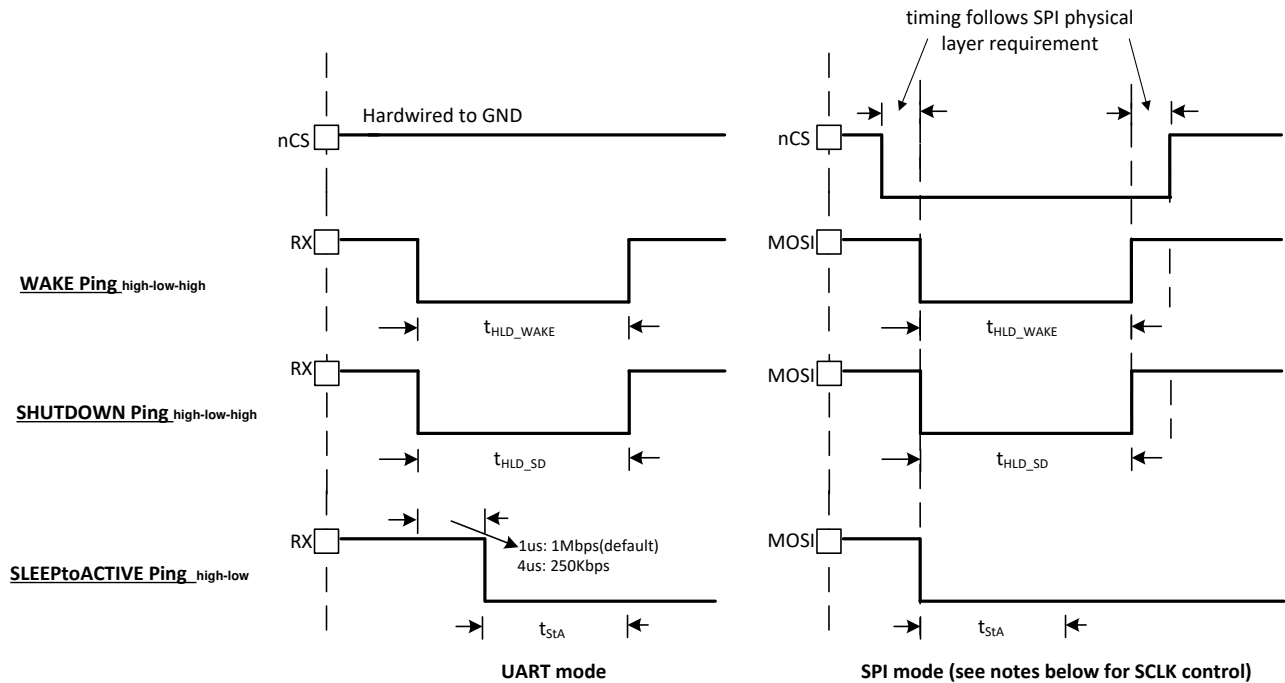 timing follows SPI physical
layer requirement
Hardwired to GND
nCS
nCS
RX
MOSI
WAKE Ping high-low-high
tHLD_WAKE
tHLD_WAKE
RX
MOSI
SHUTDOWN Ping high-low-high
tHLD_SD
tHLD_SD
RX
MOSI
1us: 1Mbps(default)
4us: 250Kbps
SLEEPtoACTIVE Ping high-low
tStA
tStA
UART mode
SPI mode (see notes below for SCLK control)